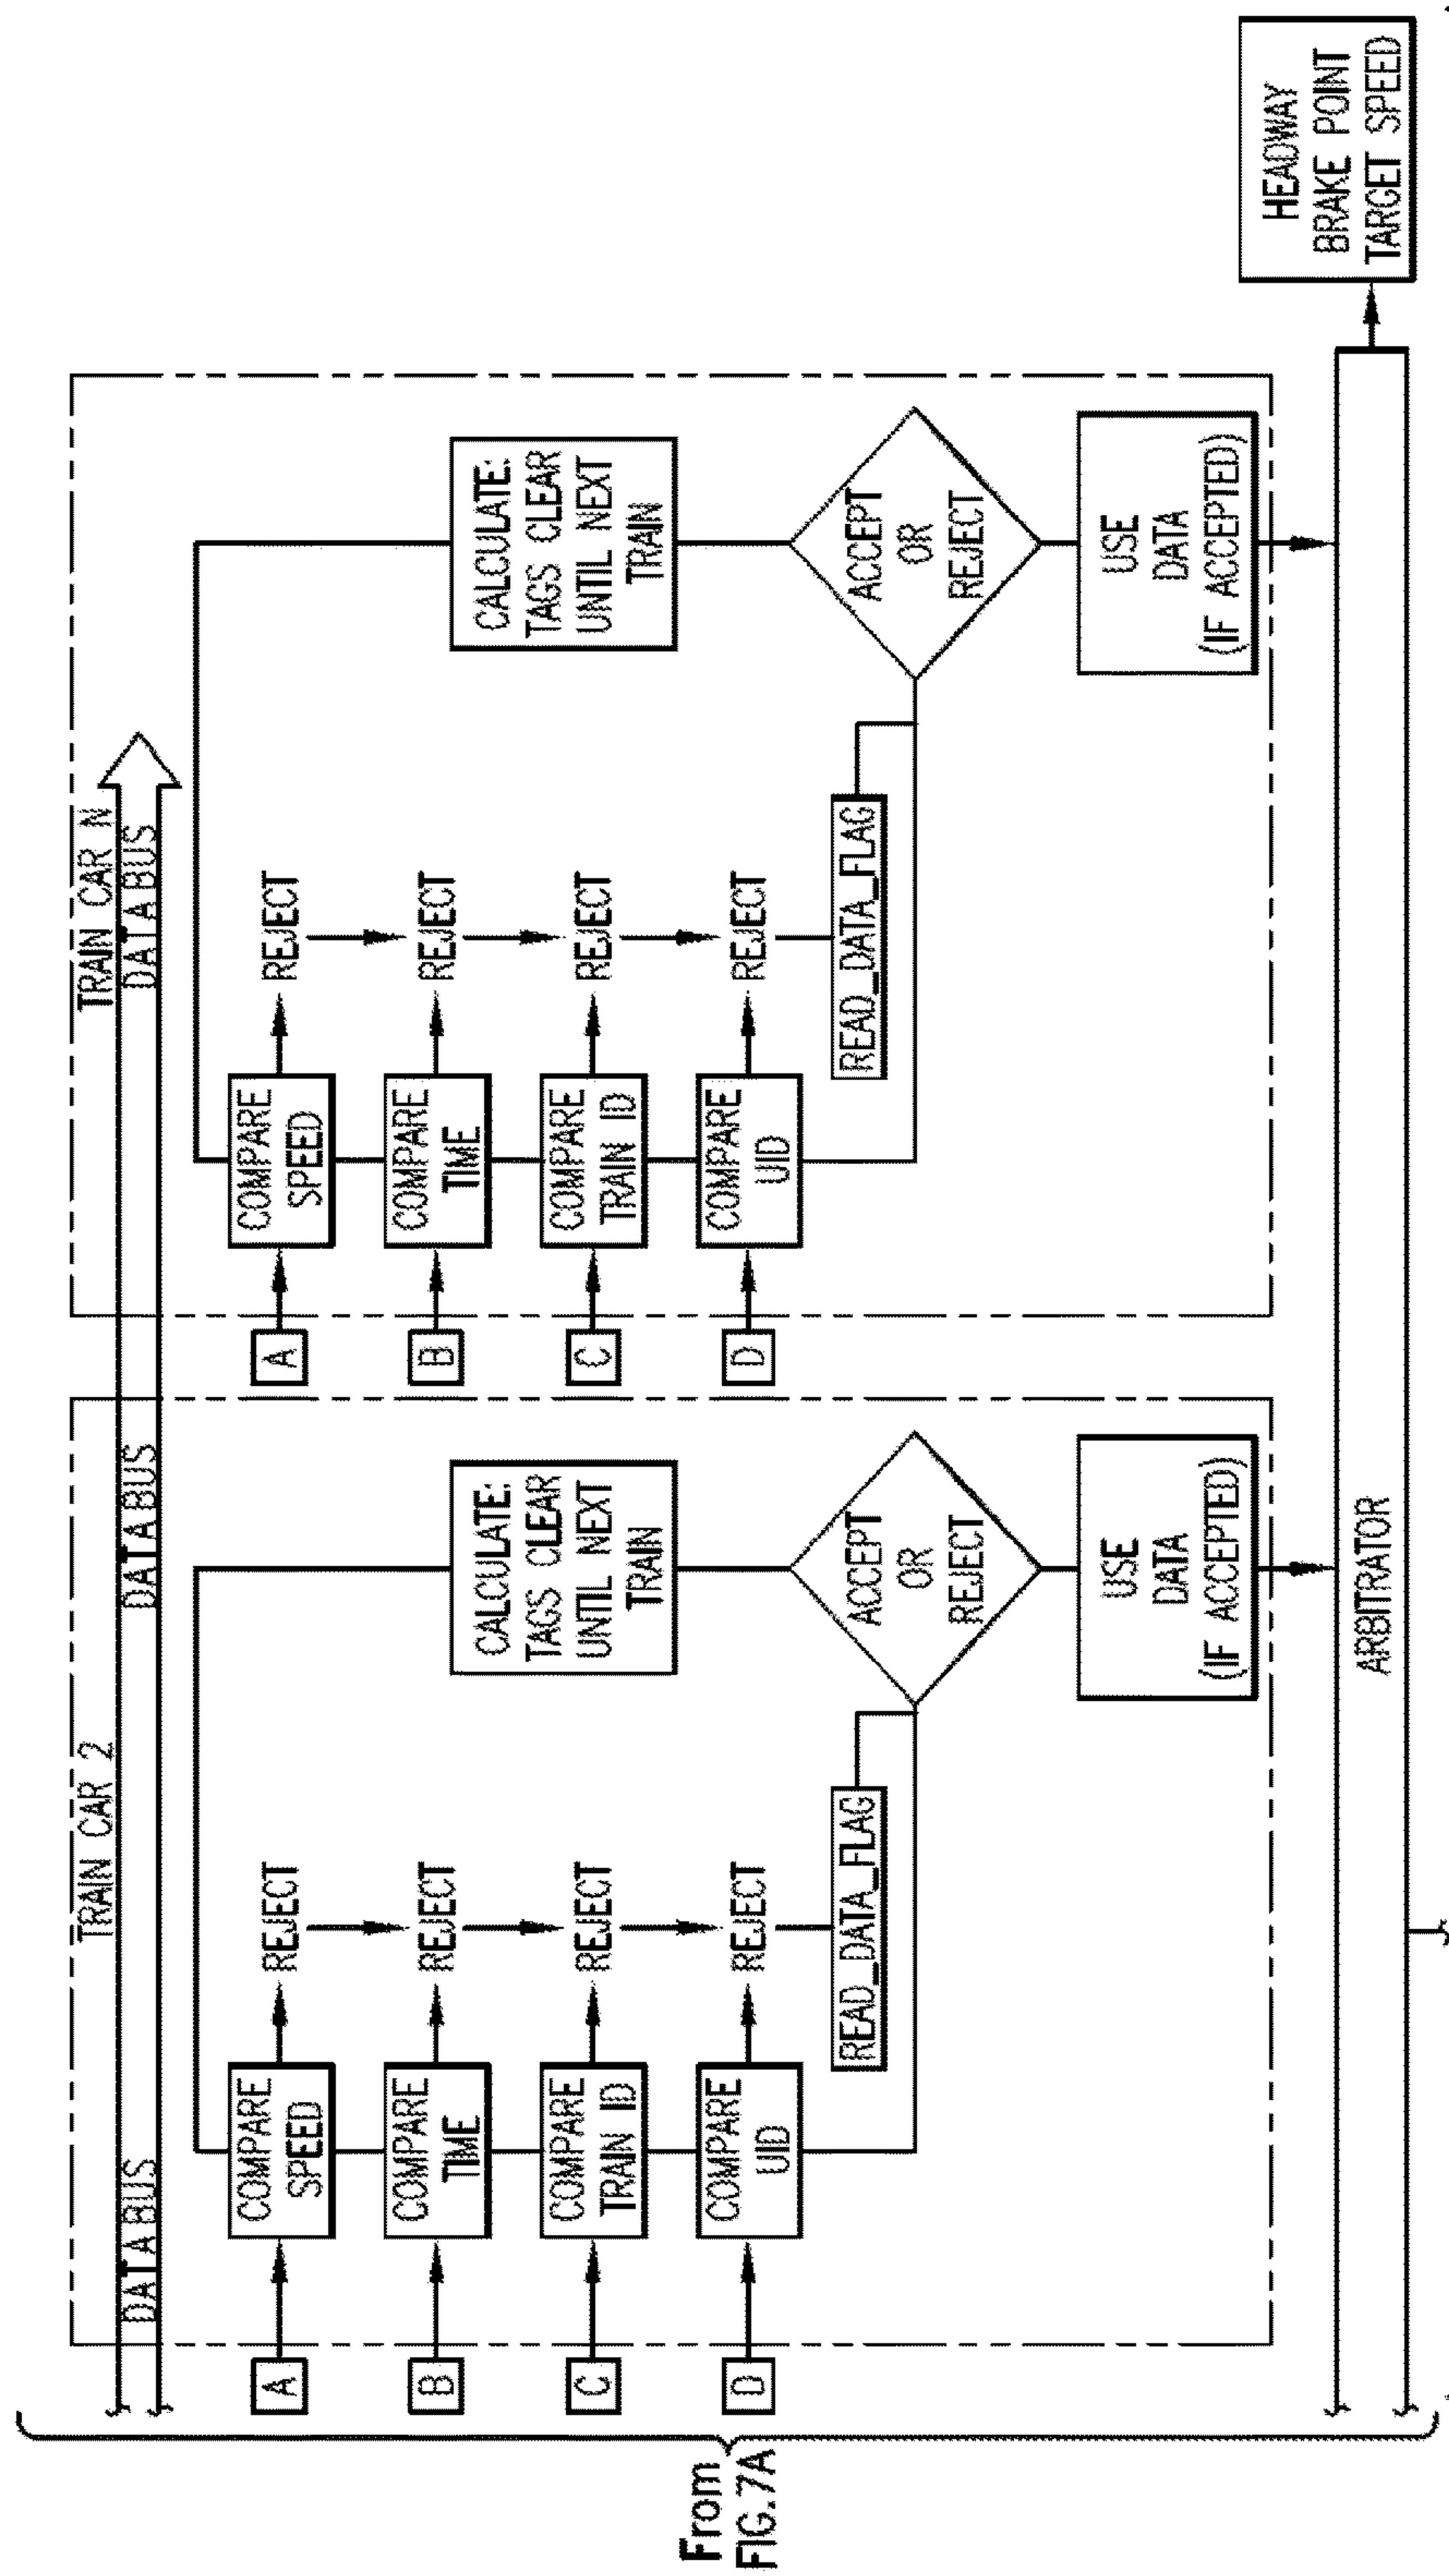 From
FIG.7A
TRAIN CAR 2
DATA BUS
DATA BUS
A
COMPARE
SPEED
REJECT
B
COMPARE
TIME
REJECT
C
COMPARE
TRAIN ID
REJECT
D
COMPARE
UID
REJECT
READ_DATA_FLAG
CALCULATE:
TAGS CLEAR
UNTIL NEXT
TRAIN
ACCEPT
OR
REJECT
USE
DATA
(IF ACCEPTED)
TRAIN CAR N
DATA BUS
A
COMPARE
SPEED
REJECT
B
COMPARE
TIME
REJECT
C
COMPARE
TRAIN ID
REJECT
D
COMPARE
UID
REJECT
READ_DATA_FLAG
CALCULATE:
TAGS CLEAR
UNTIL NEXT
TRAIN
ACCEPT
OR
REJECT
USE
DATA
(IF ACCEPTED)
ARBITRATOR
HEADWAY
BRAKE POINT
TARGET SPEED